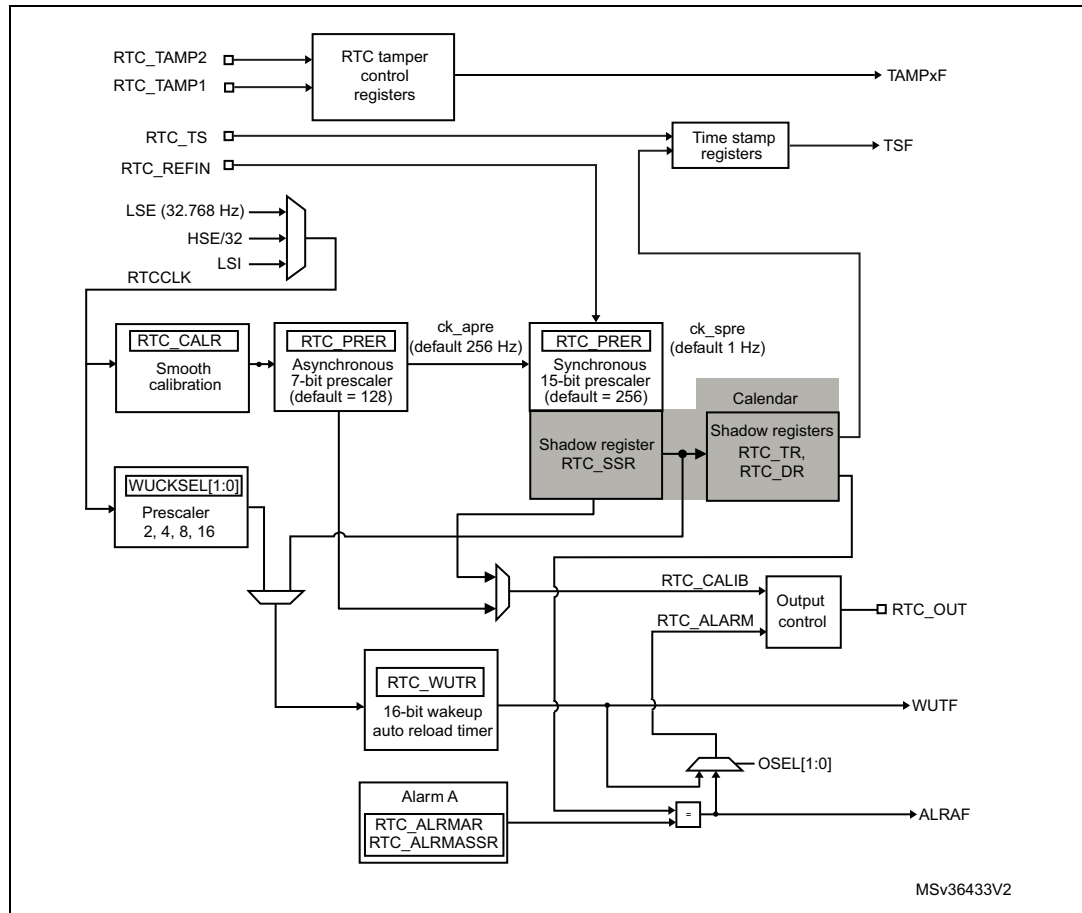 RTC_TAMP2
RTC_TAMP1
RTC tamper
control
registers
TAMPxF
RTC_TS
RTC_REFIN
Time stamp
registers
TSF
LSE (32.768 Hz)
HSE/32
LSI
RTCCLK
RTC_CALR
Smooth
calibration
RTC_PRER
Asynchronous
7-bit prescaler
(default = 128)
ck_apre
(default 256 Hz)
RTC_PRER
Synchronous
15-bit prescaler
(default = 256)
ck_spre
(default 1 Hz)
Calendar
Shadow register
RTC_SSR
Shadow registers
RTC_TR,
RTC_DR
WUCKSEL[1:0]
Prescaler
2, 4, 8, 16
RTC_CALIB
RTC_ALARM
Output
control
RTC_OUT
RTC_WUTR
16-bit wakeup
auto reload timer
WUTF
OSEL[1:0]
Alarm A
RTC_ALRMAR
RTC_ALRMASSR
=
ALRAF
MSv36433V2